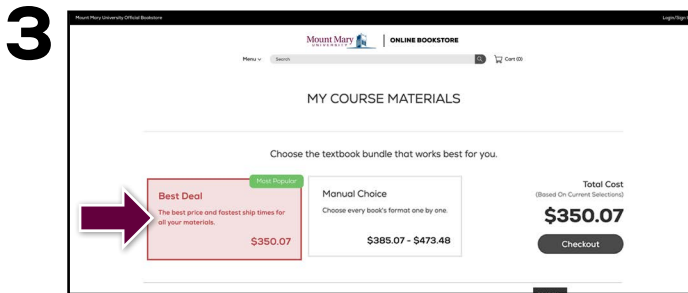 3
Mount Mary University Official Bookstore
Login/Sign
Mount Mary
UNIVERSITY
ONLINE BOOKSTORE
Menu
Search
Cart (0)
MY COURSE MATERIALS
Choose the textbook bundle that works best for you.
Most Popular
Best Deal
The best price and fastest ship times for
all your materials.
$350.07
Manual Choice
Choose every book's format one by one.
$385.07 - $473.48
Total Cost
(Based On Current Selections)
$350.07
Checkout